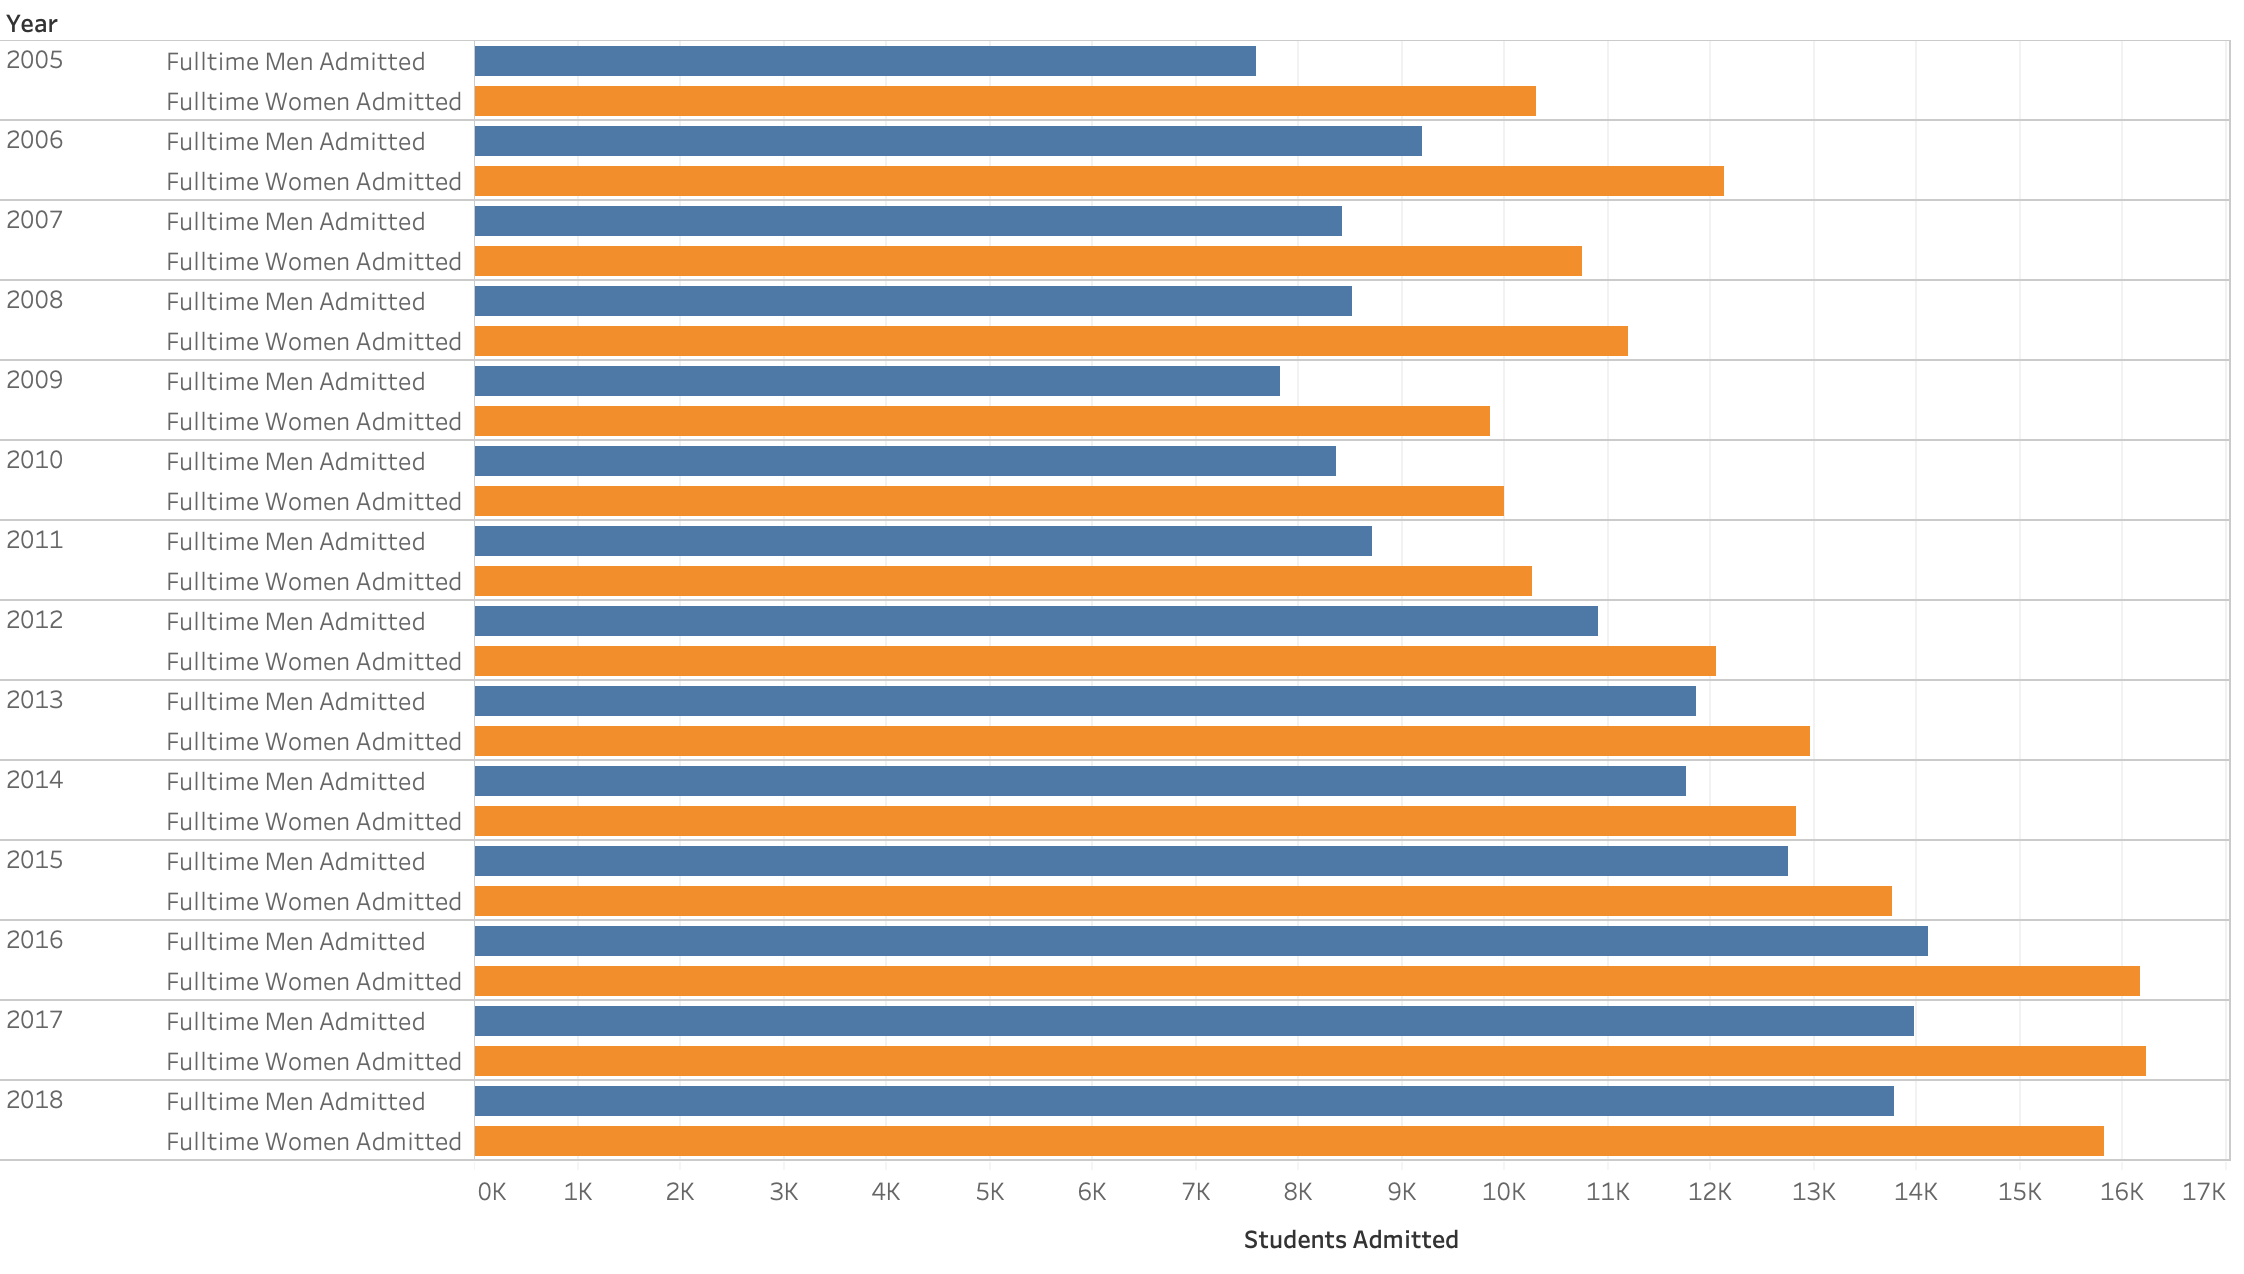 Year
2005 Fulltime Men Admitted
Fulltime Women Admitted
2006 Fulltime Men Admitted
Fulltime Women Admitted
2007 Fulltime Men Admitted
Fulltime Women Admitted
2008 Fulltime Men Admitted
Fulltime Women Admitted
2009 Fulltime Men Admitted
Fulltime Women Admitted
2010 Fulltime Men Admitted
Fulltime Women Admitted
2011 Fulltime Men Admitted
Fulltime Women Admitted
2012 Fulltime Men Admitted
Fulltime Women Admitted
2013 Fulltime Men Admitted
Fulltime Women Admitted
2014 Fulltime Men Admitted
Fulltime Women Admitted
2015 Fulltime Men Admitted
Fulltime Women Admitted
2016 Fulltime Men Admitted
Fulltime Women Admitted
2017 Fulltime Men Admitted
Fulltime Women Admitted
2018 Fulltime Men Admitted
Fulltime Women Admitted
0K 1K 2K 3K 4K 5K 6K 7K 8K 9K 10K 11K 12K 13K 14K 15K 16K 17K
Students Admitted